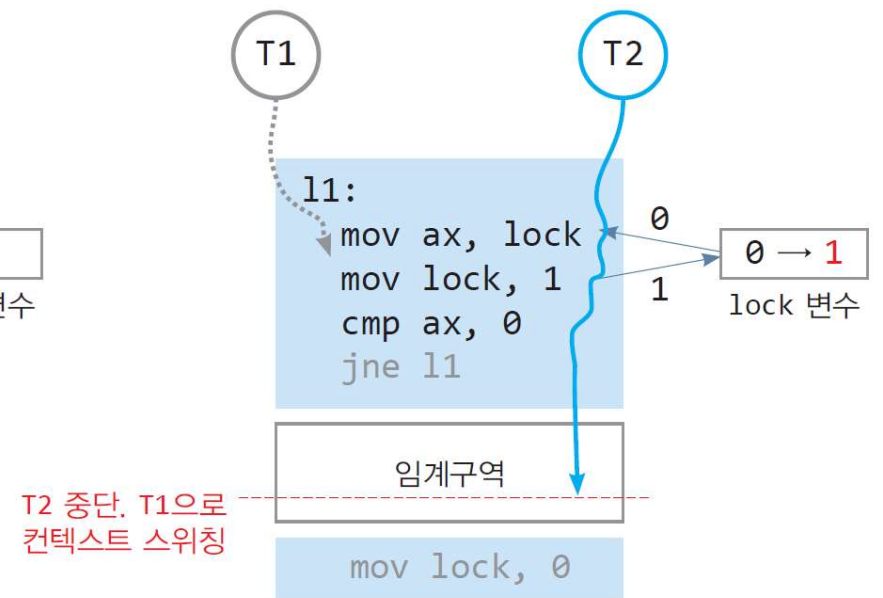 T1
T2
l1:
mov ax, lock
mov lock, 1
cmp ax, 0
jne l1
0
1
0 → 1
lock 변수
변수
임계구역
T2 중단. T1으로
컨텍스트 스위칭
mov lock, 0